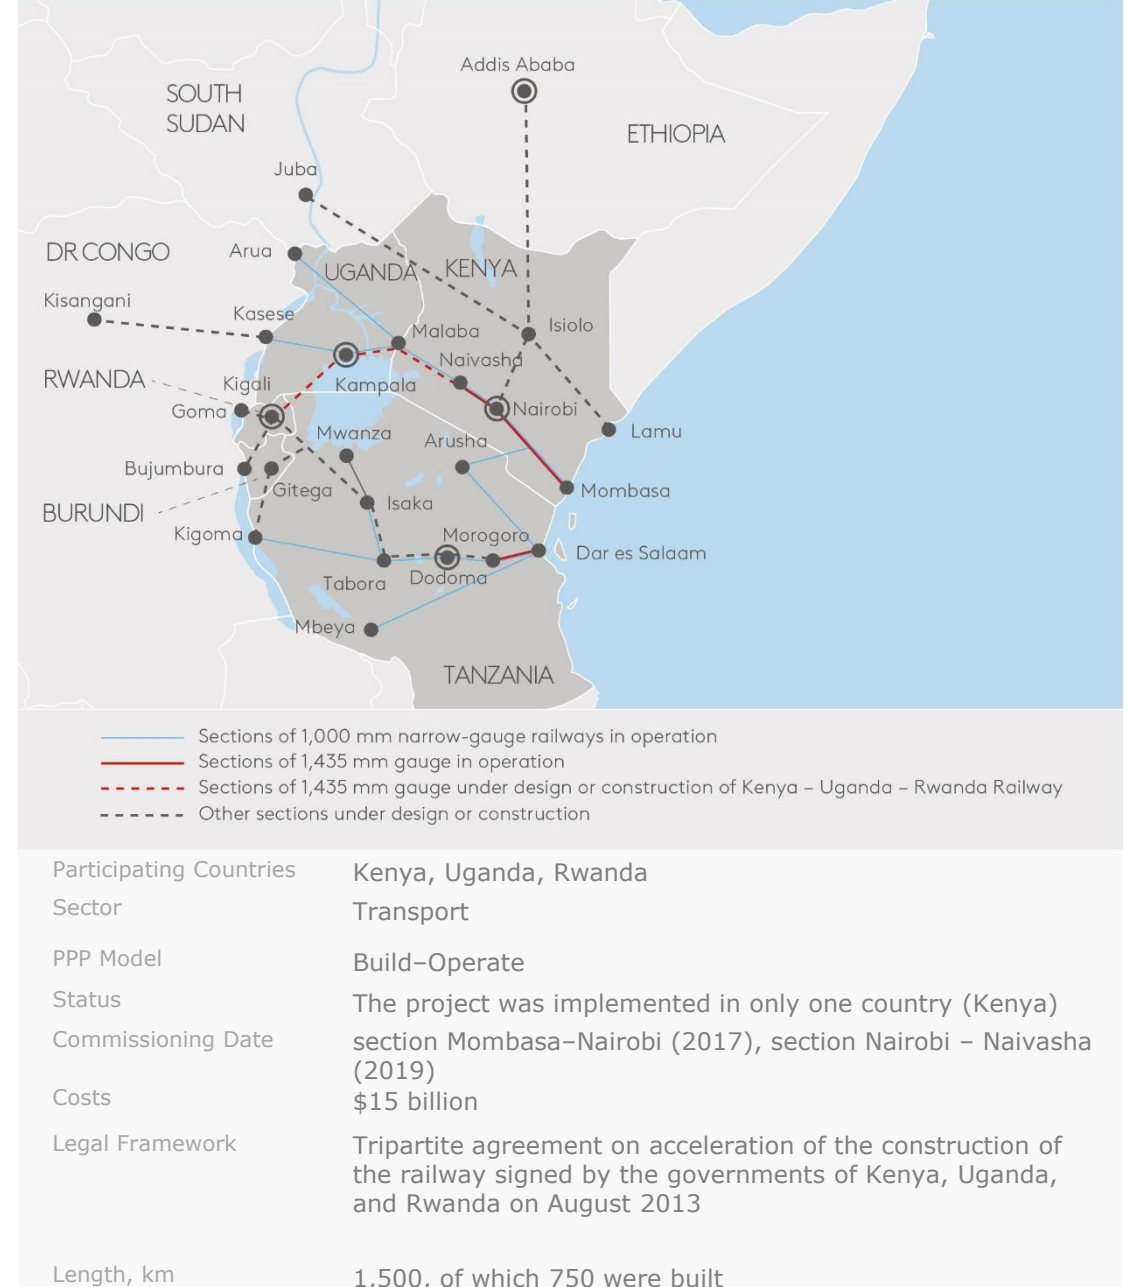 Addis Ababa
SOUTH
SUDAN
ETHIOPIA
Juba
DR CONGO
Arua
UGANDA
KENYA
Kisangani
Kasese
Malaba
Isiolo
Naivasha
RWANDA
Kigali
Kampala
Goma
Nairobi
Mwanza
Arusha
Lamu
Bujumbura
Gitega
Isaka
Mombasa
BURUNDI
Kigoma
Morogoro
Dar es Salaam
Tabora
Dodoma
Mbeya
TANZANIA
Sections of 1,000 mm narrow-gauge railways in operation
Sections of 1,435 mm gauge in operation
Sections of 1,435 mm gauge under design or construction of Kenya – Uganda – Rwanda Railway
Other sections under design or construction
Participating Countries Kenya, Uganda, Rwanda
Sector Transport
PPP Model Build–Operate
Status The project was implemented in only one country (Kenya)
Commissioning Date section Mombasa–Nairobi (2017), section Nairobi – Naivasha
(2019)
Costs $15 billion
Legal Framework Tripartite agreement on acceleration of the construction of
the railway signed by the governments of Kenya, Uganda,
and Rwanda on August 2013
Length, km 1,500, of which 750 were built